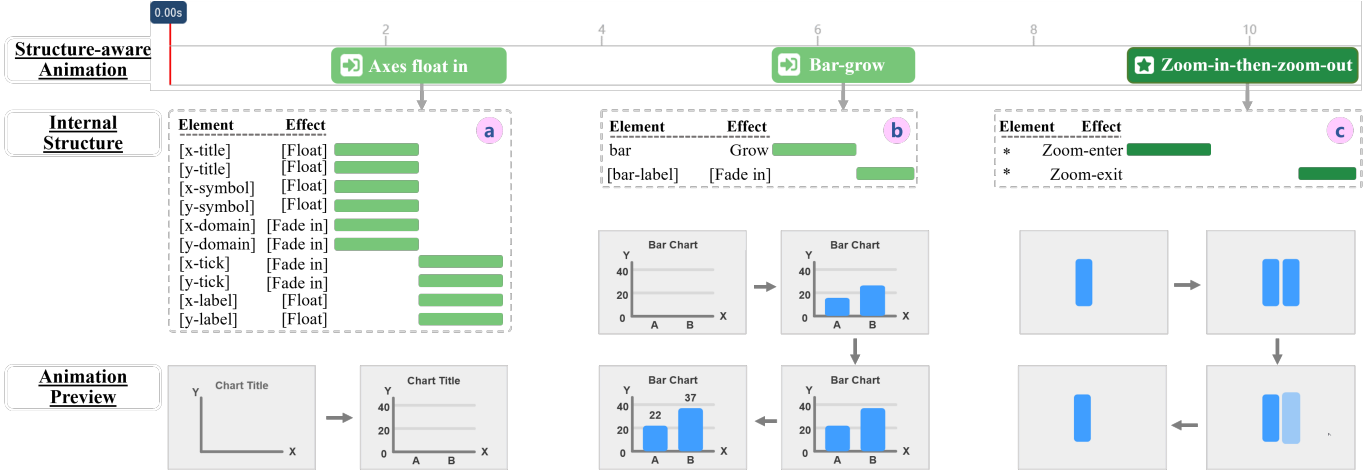 0.00s
2
4
6
8
10
Structure-aware
Animation
Axes float in
Bar-grow
Zoom-in-then-zoom-out
Internal
Structure
Element Effect
a
[x-title] [Float]
[y-title] [Float]
[x-symbol] [Float]
[y-symbol] [Float]
[x-domain] [Fade in]
[y-domain] [Fade in]
[x-tick] [Fade in]
[y-tick] [Fade in]
[x-label] [Float]
[y-label] [Float]
Element Effect
b
bar Grow
[bar-label] [Fade in]
Element Effect
c
* Zoom-enter
* Zoom-exit
Bar Chart
Y
40
20
0
A B
X
Bar Chart
Y
40
20
0
A B
X
Animation
Preview
Chart Title
Y
X
Chart Title
Y
40
20
0
A B
X
Bar Chart
Y
40
20
0
22
37
A B
X
Bar Chart
Y
40
20
0
A B
X